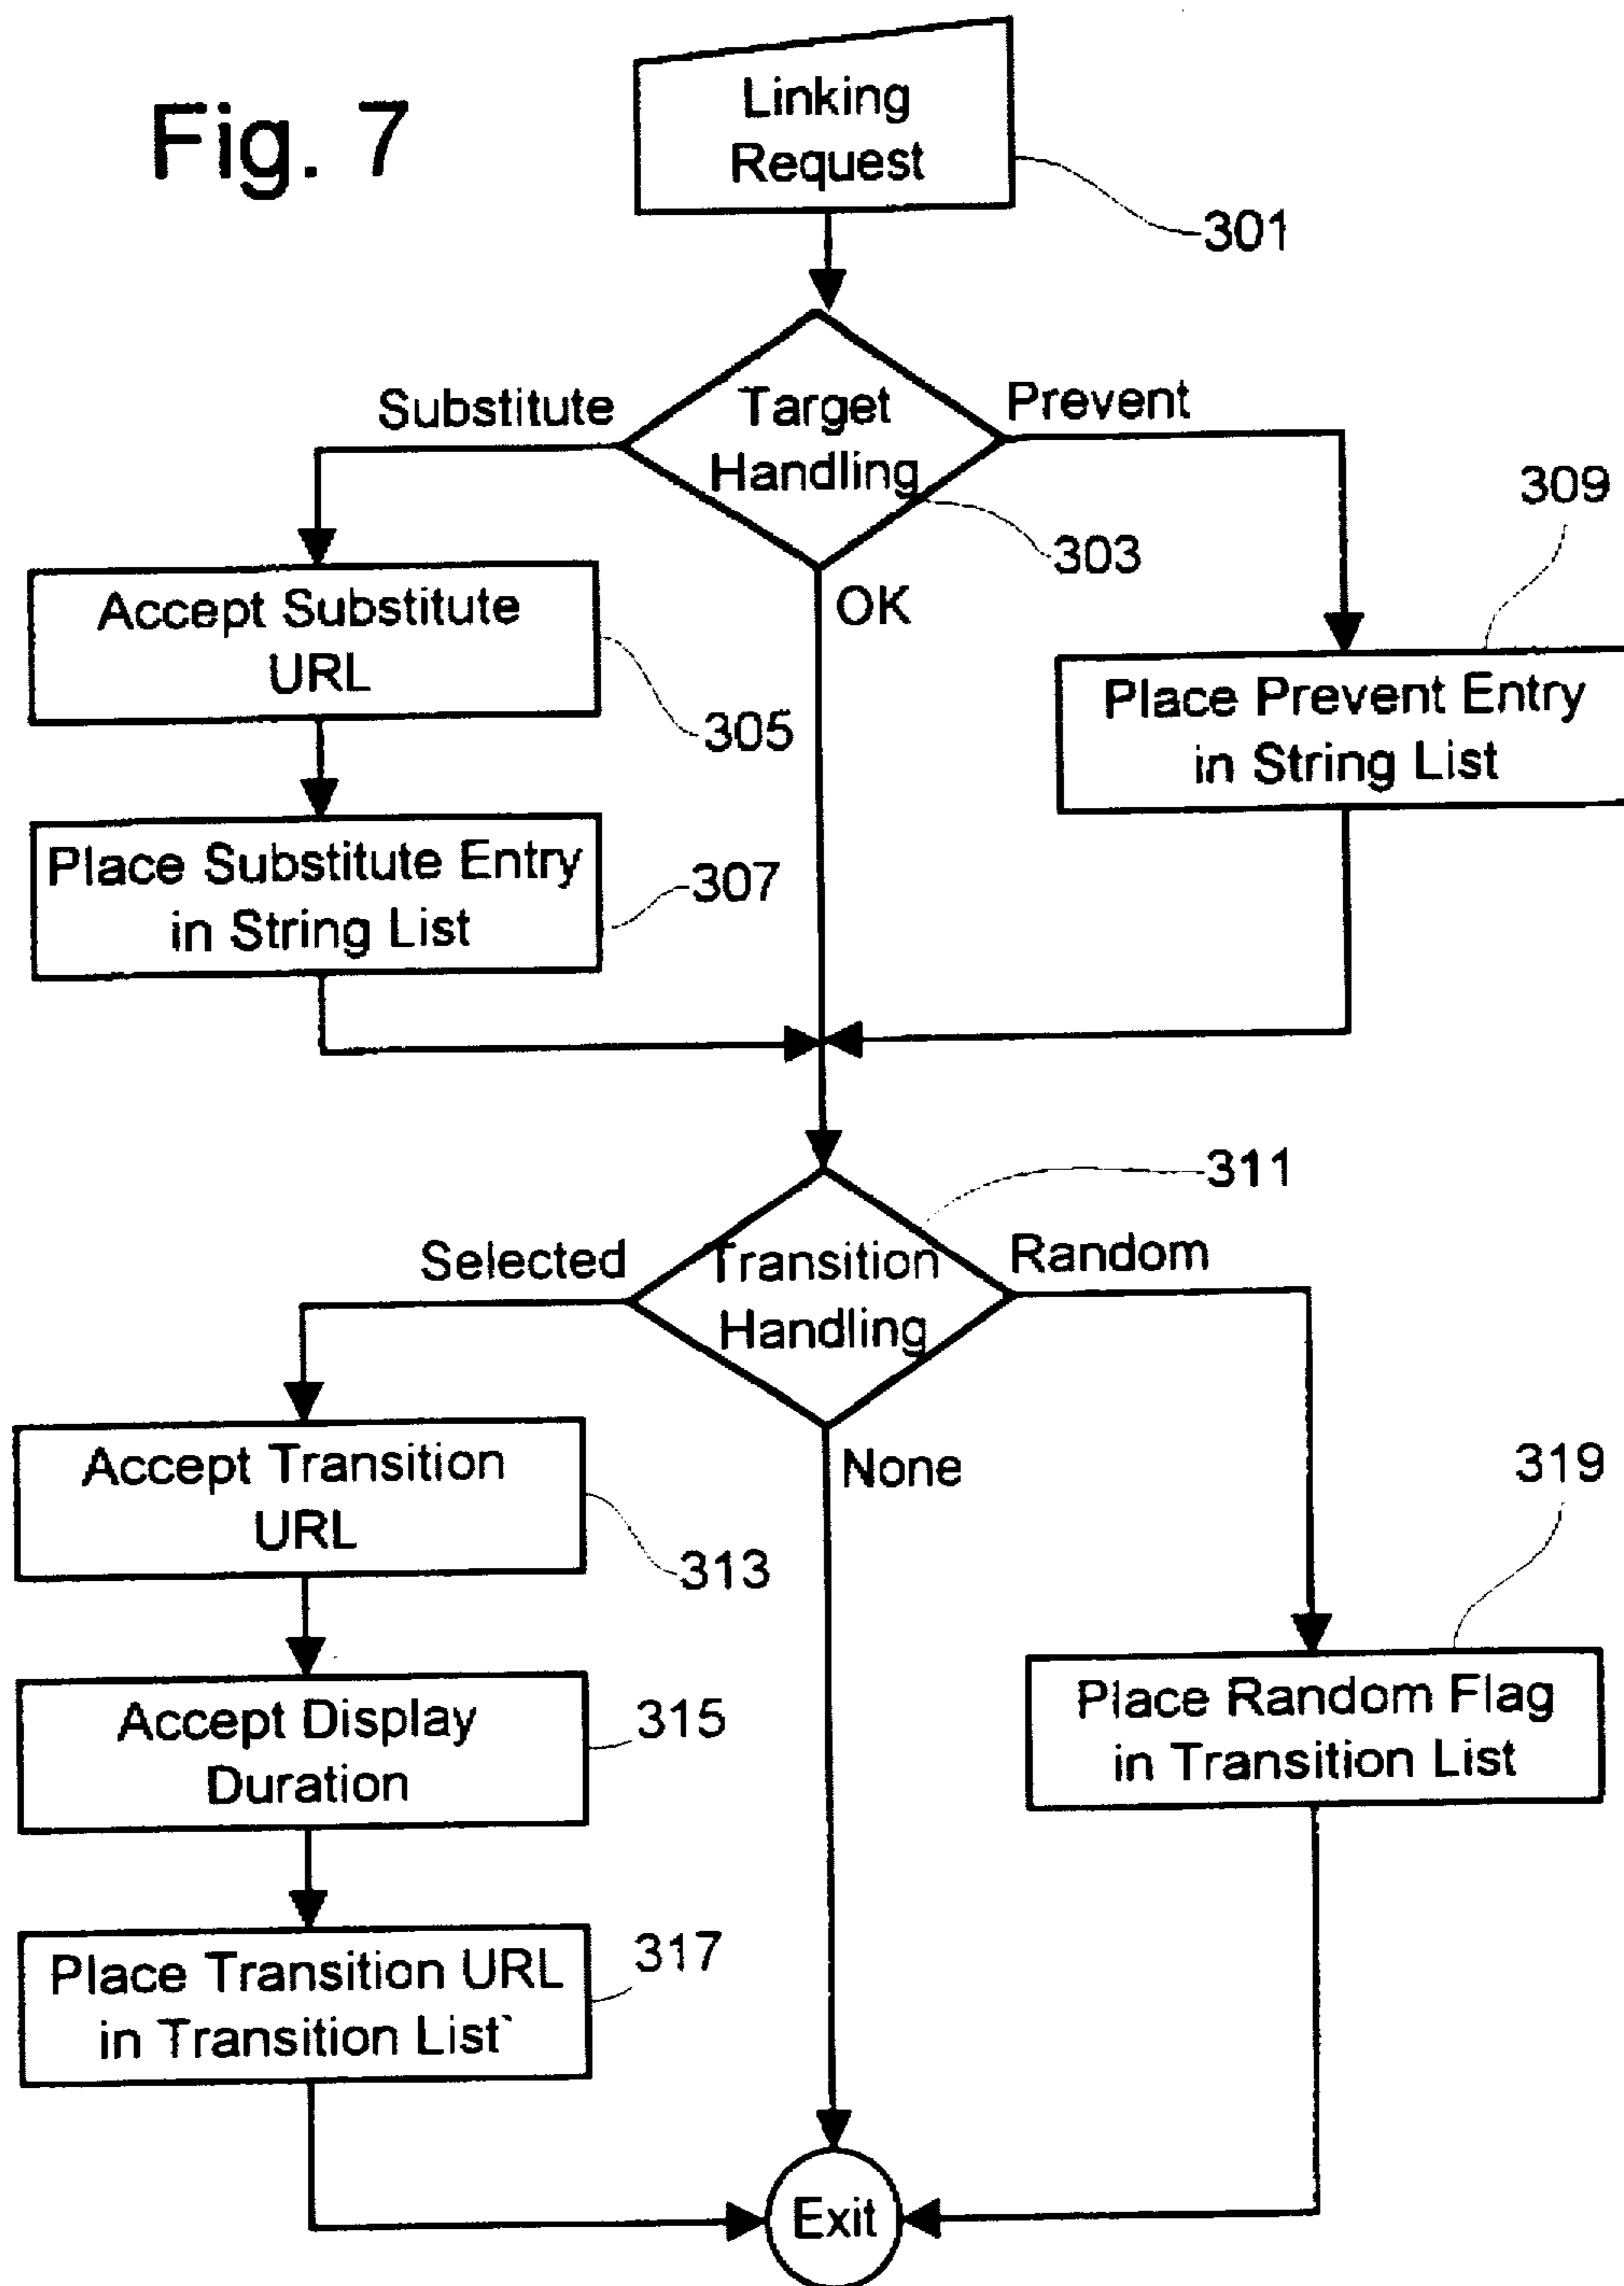 Fig. 7
Linking
Request
301
Substitute
Target
Handling
Prevent
303
309
OK
Accept Substitute
URL
305
Place Prevent Entry
in String List
Place Substitute Entry
in String List
307
311
Selected
Transition
Handling
Random
None
Accept Transition
URL
313
319
Accept Display
Duration
315
Place Random Flag
in Transition List
Place Transition URL
in Transition List
317
Exit